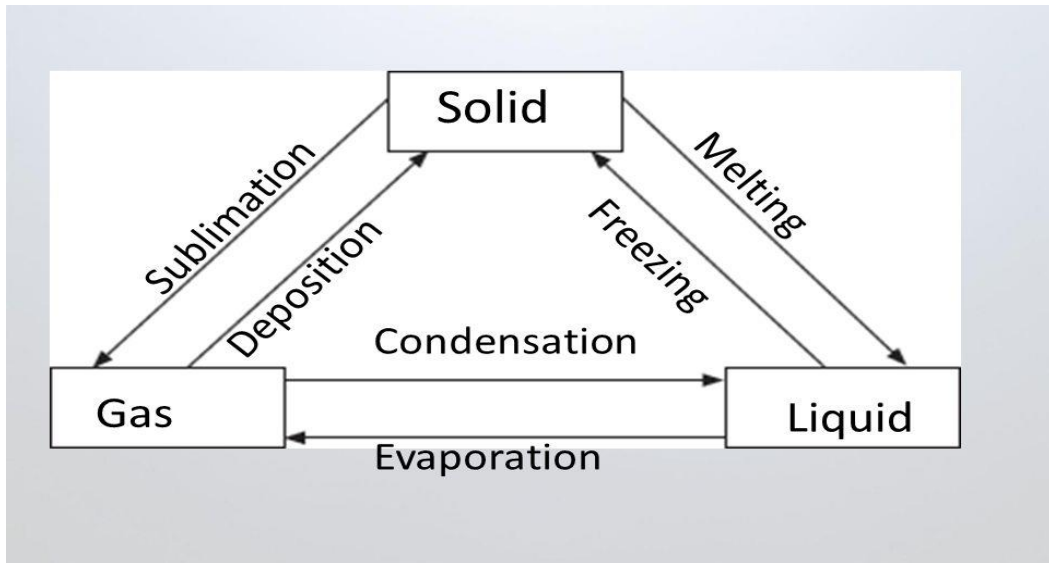 Solid
Sublimation
Melting
Deposition
Freezing
Condensation
Gas
Liquid
Evaporation